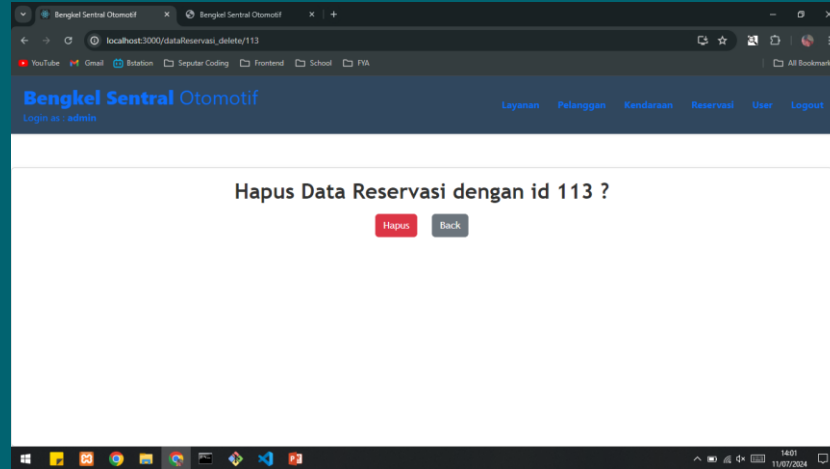 Bengkel Sentral Otomotif
Bengkel Sentral Otomotif
localhost:3000/dataReservasi_delete/113
YouTube Gmail Bstation Seputar Coding Frontend School FYA All Bookmark
Bengkel Sentral Otomotif
Login as : admin
Layanan Pelanggan Kandaraan Reservasi User Logout
Hapus Data Reservasi dengan id 113 ?
Hapus Back
14:01
11/07/2024